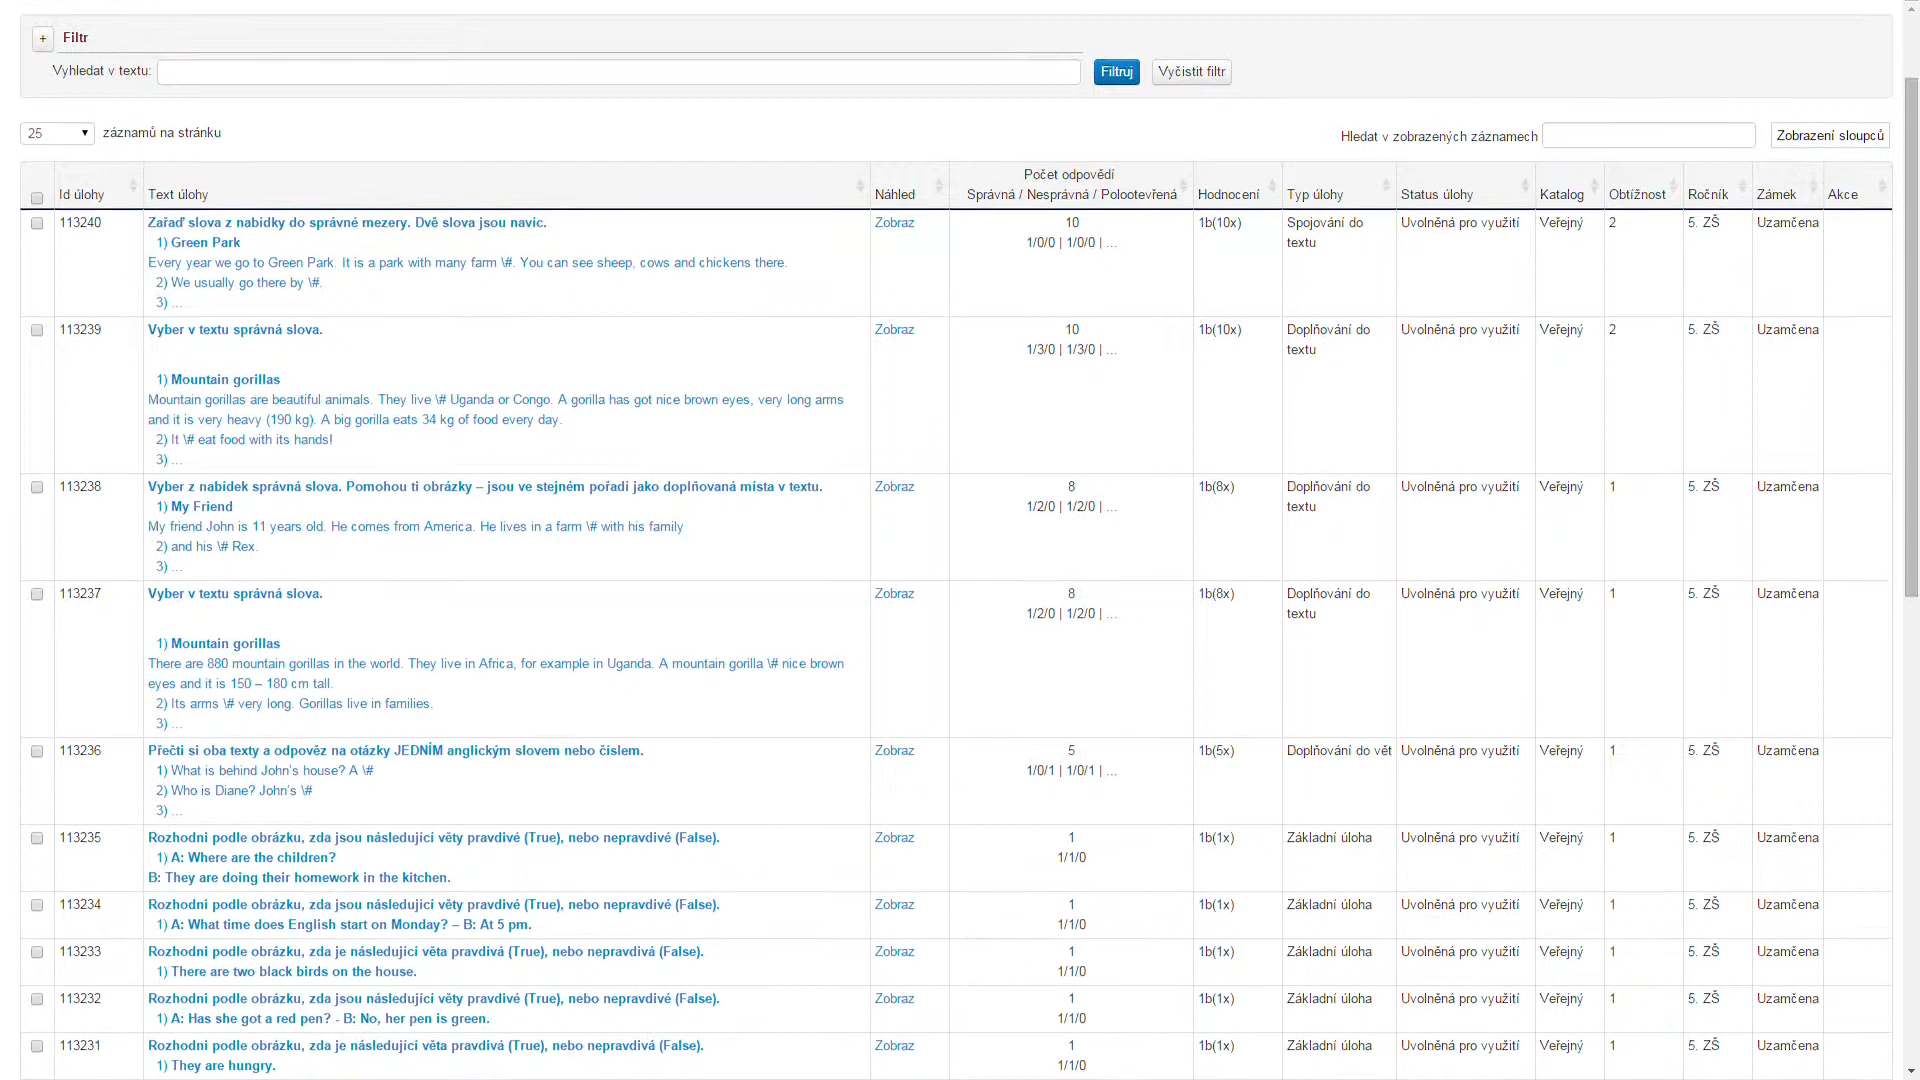 + Filtr
Vyhledat v textu: Filtruj Vyčistit filtr
25 záznamů na stránku Hledat v zobrazených záznamech Zobrazení sloupců
Počet odpovědí
Id úlohy Text úlohy Náhled Správná / Nesprávná / Polootevřená Hodnocení Typ úlohy Status úlohy Katalog Obtížnost Ročník Zámek Akce
113240 Zařaď slova z nabídky do správné mezery. Dvě slova jsou navíc. Zobraz 10 1b(10x) Spojování do Uvolněná pro využití Veřejný 2 5. ZŠ Uzamčena
1) Green Park 1/0/0 | 1/0/0 | ... textu
Every year we go to Green Park. It is a park with many farm \#. You can see sheep, cows and chickens there.
2) We usually go there by \#.
3) ...
113239 Vyber v textu správná slova. Zobraz 10 1b(10x) Doplňování do Uvolněná pro využití Veřejný 2 5. ZŠ Uzamčena
1/3/0 | 1/3/0 | ... textu
1) Mountain gorillas
Mountain gorillas are beautiful animals. They live \# Uganda or Congo. A gorilla has got nice brown eyes, very long arms
and it is very heavy (190 kg). A big gorilla eats 34 kg of food every day.
2) It \# eat food with its hands!
3) ...
113238 Vyber z nabídek správná slova. Pomohou ti obrázky – jsou ve stejném pořadí jako doplňovaná místa v textu. Zobraz 8 1b(8x) Doplňování do Uvolněná pro využití Veřejný 1 5. ZŠ Uzamčena
1) My Friend 1/2/0 | 1/2/0 | ... textu
My friend John is 11 years old. He comes from America. He lives in a farm \# with his family
2) and his \# Rex.
3) ...
113237 Vyber v textu správná slova. Zobraz 8 1b(8x) Doplňování do Uvolněná pro využití Veřejný 1 5. ZŠ Uzamčena
1/2/0 | 1/2/0 | ... textu
1) Mountain gorillas
There are 880 mountain gorillas in the world. They live in Africa, for example in Uganda. A mountain gorilla \# nice brown
eyes and it is 150 – 180 cm tall.
2) Its arms \# very long. Gorillas live in families.
3) ...
113236 Přečti si oba texty a odpověz na otázky JEDNÍM anglickým slovem nebo číslem. Zobraz 5 1b(5x) Doplňování do vět Uvolněná pro využití Veřejný 1 5. ZŠ Uzamčena
1) What is behind John's house? A \# 1/0/1 | 1/0/1 | ...
2) Who is Diane? John's \#
3) ...
113235 Rozhodni podle obrázku, zda jsou následující věty pravdivé (True), nebo nepravdivé (False). Zobraz 1 1b(1x) Základní úloha Uvolněná pro využití Veřejný 1 5. ZŠ Uzamčena
1) A: Where are the children? 1/1/0
B: They are doing their homework in the kitchen.
113234 Rozhodni podle obrázku, zda jsou následující věty pravdivé (True), nebo nepravdivé (False). Zobraz 1 1b(1x) Základní úloha Uvolněná pro využití Veřejný 1 5. ZŠ Uzamčena
1) A: What time does English start on Monday? – B: At 5 pm. 1/1/0
113233 Rozhodni podle obrázku, zda je následující věta pravdivá (True), nebo nepravdivá (False). Zobraz 1 1b(1x) Základní úloha Uvolněná pro využití Veřejný 1 5. ZŠ Uzamčena
1) There are two black birds on the house. 1/1/0
113232 Rozhodni podle obrázku, zda jsou následující věty pravdivé (True), nebo nepravdivé (False). Zobraz 1 1b(1x) Základní úloha Uvolněná pro využití Veřejný 1 5. ZŠ Uzamčena
1) A: Has she got a red pen? - B: No, her pen is green. 1/1/0
113231 Rozhodni podle obrázku, zda je následující věta pravdivá (True), nebo nepravdivá (False). Zobraz 1 1b(1x) Základní úloha Uvolněná pro využití Veřejný 1 5. ZŠ Uzamčena
1) They are hungry. 1/1/0